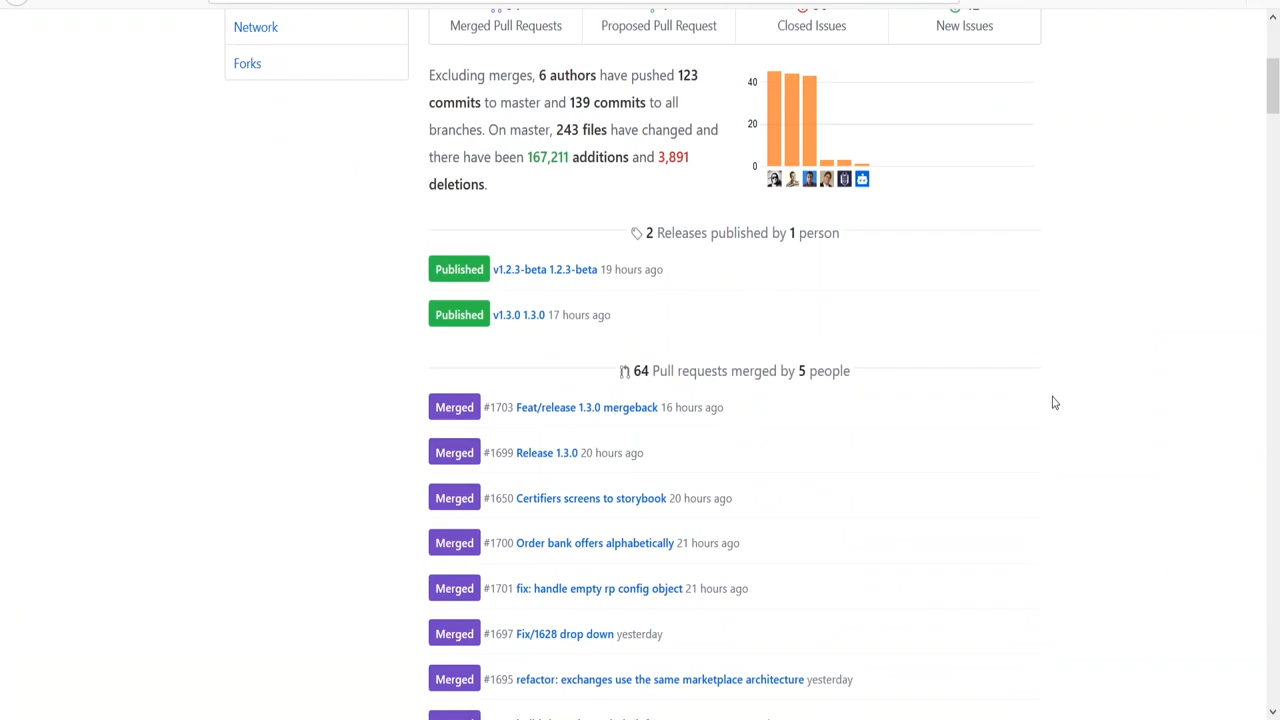 Network
Forks
Merged Pull Requests
Proposed Pull Request
Closed Issues
New Issues
Excluding merges, 6 authors have pushed 123
commits to master and 139 commits to all
branches. On master, 243 files have changed and
there have been 167,211 additions and 3,891
deletions.
40
20
0
2 Releases published by 1 person
Published v1.2.3-beta 1.2.3-beta 19 hours ago
Published v1.3.0 1.3.0 17 hours ago
64 Pull requests merged by 5 people
Merged #1703 Feat/release 1.3.0 mergeback 16 hours ago
Merged #1699 Release 1.3.0 20 hours ago
Merged #1650 Certifiers screens to storybook 20 hours ago
Merged #1700 Order bank offers alphabetically 21 hours ago
Merged #1701 fix: handle empty rp config object 21 hours ago
Merged #1697 Fix/1628 drop down yesterday
Merged #1695 refactor: exchanges use the same marketplace architecture yesterday